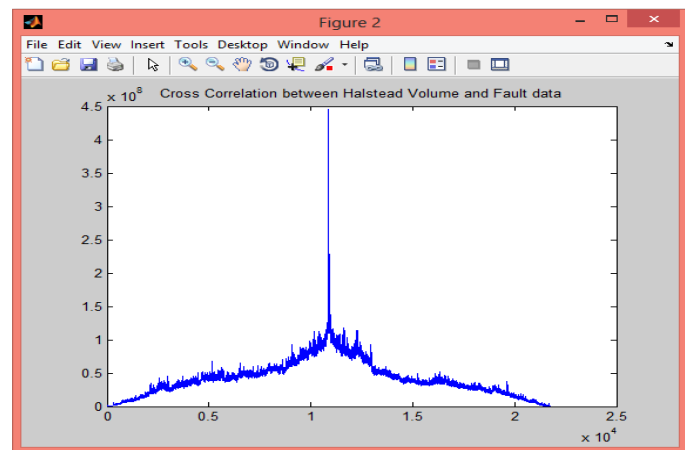 Figure 2
File Edit View Insert Tools Desktop Window Help
x 10^8 Cross Correlation between Halstead Volume and Fault data
4.5
4
3.5
3
2.5
2
1.5
1
0.5
0
0 0.5 1 1.5 2 2.5
x 10^4